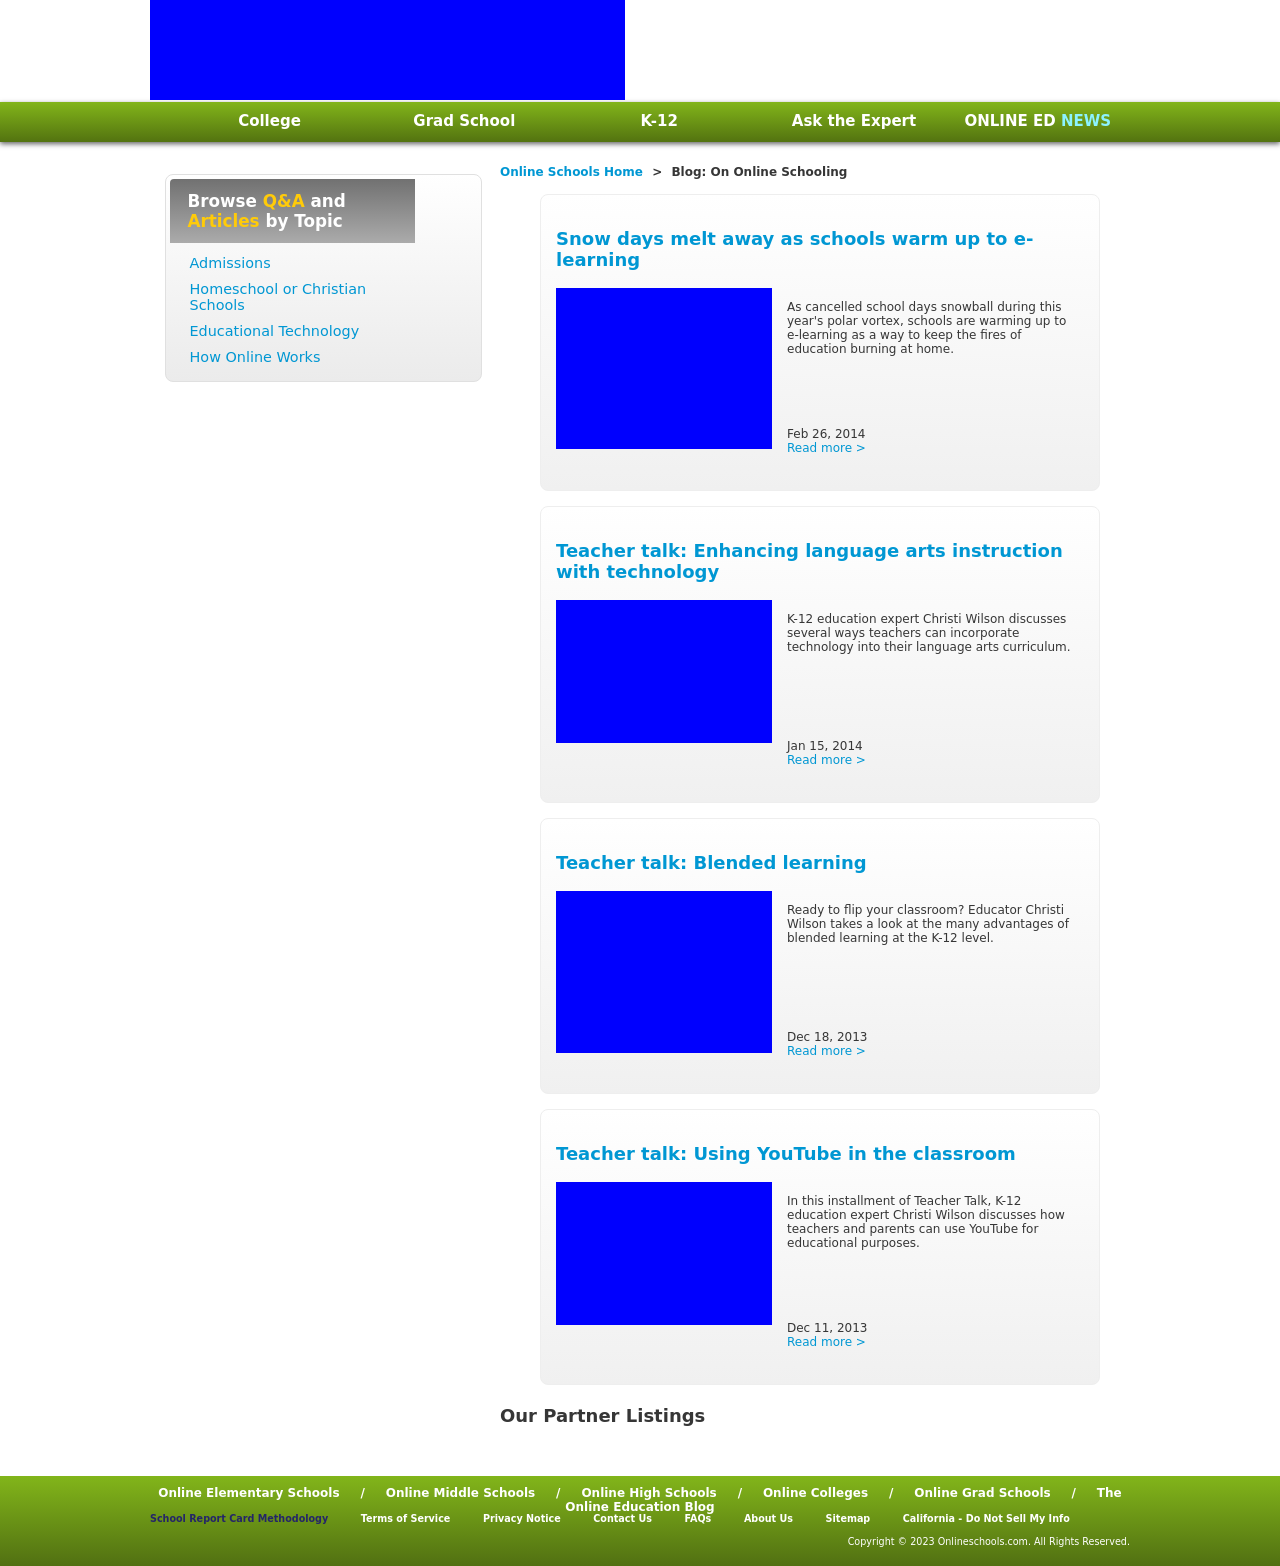 College
Grad School
K-12
Ask the Expert
ONLINE ED NEWS
Online Schools Home > Blog: On Online Schooling
Browse Q&A and
Articles by Topic
Admissions
Homeschool or Christian
Schools
Educational Technology
How Online Works
Snow days melt away as schools warm up to e-
learning
As cancelled school days snowball during this
year's polar vortex, schools are warming up to
e-learning as a way to keep the fires of
education burning at home.
Feb 26, 2014
Read more >
Teacher talk: Enhancing language arts instruction
with technology
K-12 education expert Christi Wilson discusses
several ways teachers can incorporate
technology into their language arts curriculum.
Jan 15, 2014
Read more >
Teacher talk: Blended learning
Ready to flip your classroom? Educator Christi
Wilson takes a look at the many advantages of
blended learning at the K-12 level.
Dec 18, 2013
Read more >
Teacher talk: Using YouTube in the classroom
In this installment of Teacher Talk, K-12
education expert Christi Wilson discusses how
teachers and parents can use YouTube for
educational purposes.
Dec 11, 2013
Read more >
Our Partner Listings
Online Elementary Schools / Online Middle Schools / Online High Schools / Online Colleges / Online Grad Schools / The
Online Education Blog
School Report Card Methodology Terms of Service Privacy Notice Contact Us FAQs About Us Sitemap California - Do Not Sell My Info
Copyright © 2023 Onlineschools.com. All Rights Reserved.